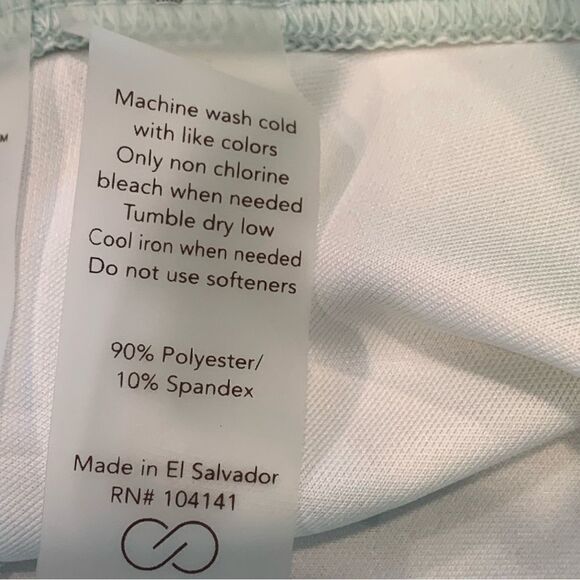 Machine wash cold
with like colors
Only non chlorine
bleach when needed
Tumble dry low
Cool iron when needed
Do not use softeners
90% Polyester/
10% Spandex
Made in El Salvador
RN# 104141